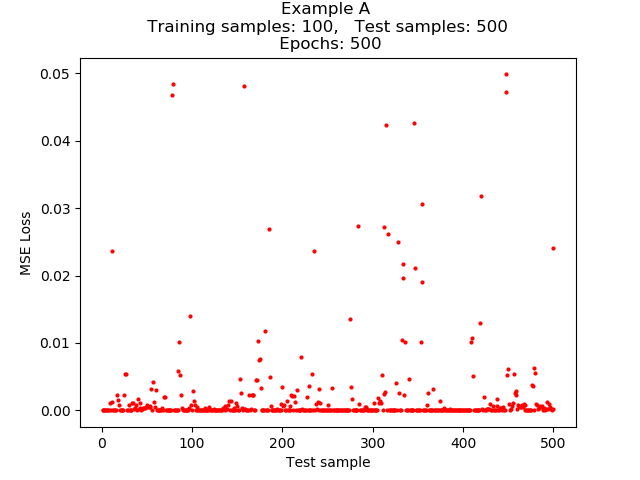 Example A
Training samples: 100,   Test samples: 500
Epochs: 500
0.05
0.04
0.03
0.02
0.01
0.00
MSE Loss
0 100 200 300 400 500
Test sample